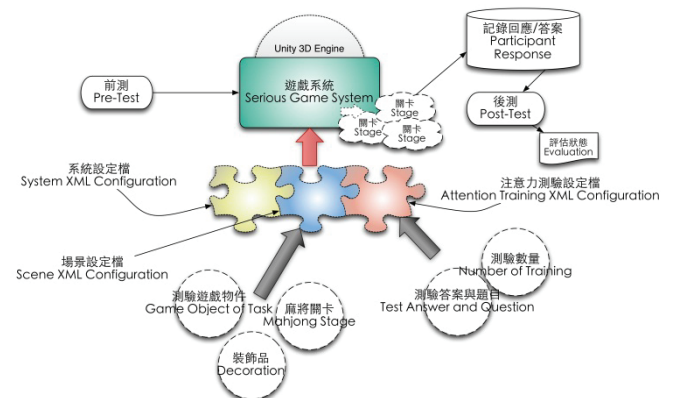 Unity 3D Engine
遊戲系統
Serious Game System
前測
Pre-Test
關卡
Stage
關卡
Stage
關卡
Stage
記錄回應/答案
Participant
Response
後測
Post-Test
評估狀態
Evaluation
系統設定檔
System XML Configuration
注意力測驗設定檔
Attention Training XML Configuration
場景設定檔
Scene XML Configuration
測驗遊戲物件
Game Object of Task
麻將關卡
Mahjong Stage
裝飾品
Decoration
測驗數量
Number of Training
測驗答案與題目
Test Answer and Question